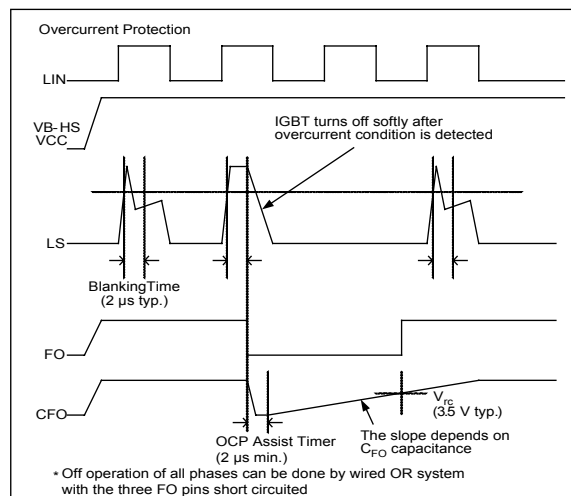 Overcurrent Protection
LIN
VB-HS
VCC
IGBT turns off softly after
overcurrent condition is detected
LS
BlankingTime
(2 µs typ.)
FO
CFO
Vrc
(3.5 V typ.)
OCP Assist Timer
(2 µs min.)
The slope depends on
CFO capacitance
* Off operation of all phases can be done by wired OR system
with the three FO pins short circuited